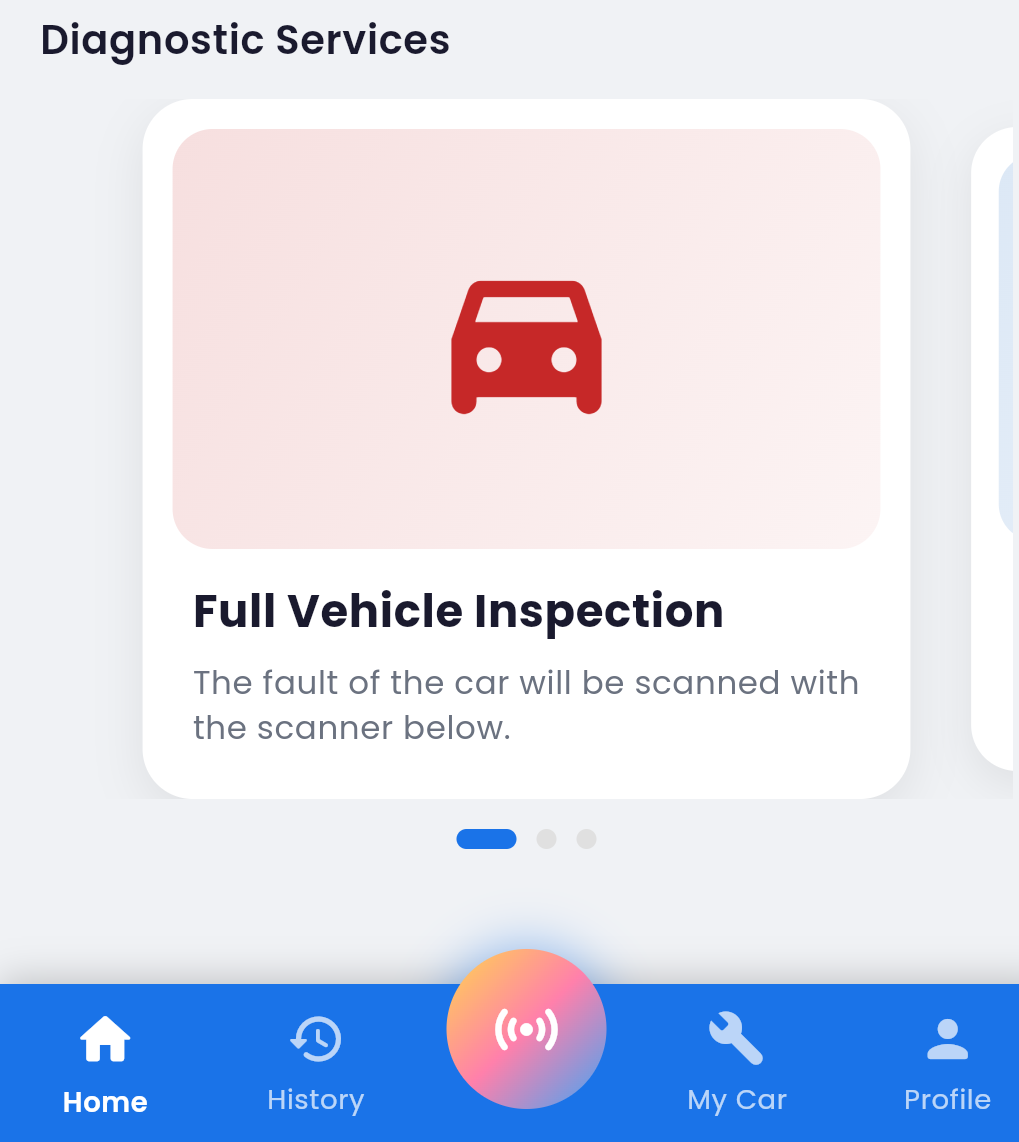 Diagnostic Services
Full Vehicle Inspection
The fault of the car will be scanned with
the scanner below.
Home
History
My Car
Profile